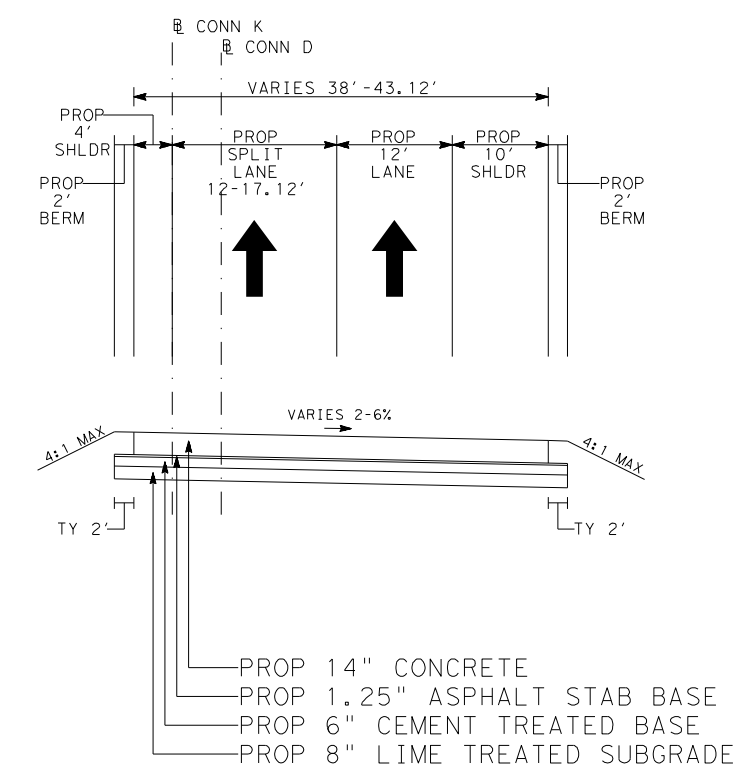 ℄ CONN K
℄ CONN D
VARIES 38'-43.12'
PROP
4'
SHLDR
PROP
SPLIT
LANE
12-17.12'
PROP
12'
LANE
PROP
10'
SHLDR
PROP
2'
BERM
PROP
2'
BERM
VARIES 2-6%
4:1 MAX
4:1 MAX
TY 2'
TY 2'
PROP 14" CONCRETE
PROP 1.25" ASPHALT STAB BASE
PROP 6" CEMENT TREATED BASE
PROP 8" LIME TREATED SUBGRADE